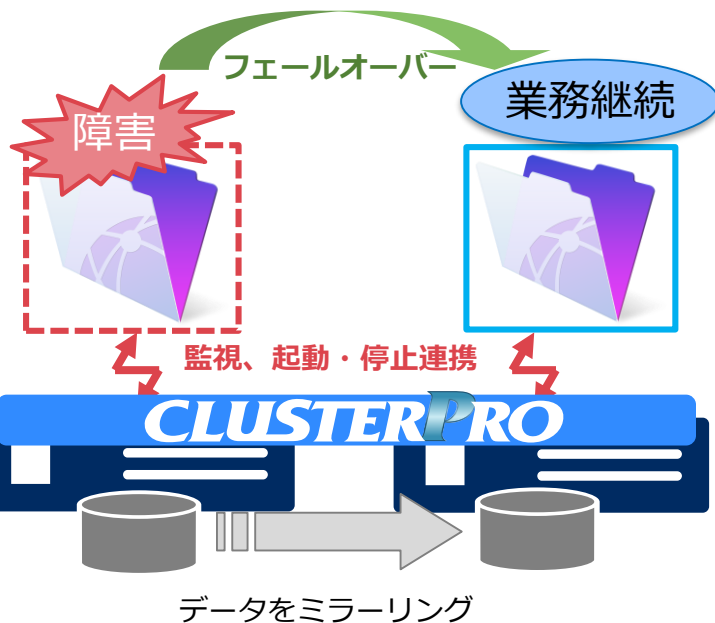 フェールオーバー
業務継続
障害
監視、起動・停止連携
CLUSTERPRO
データをミラーリング